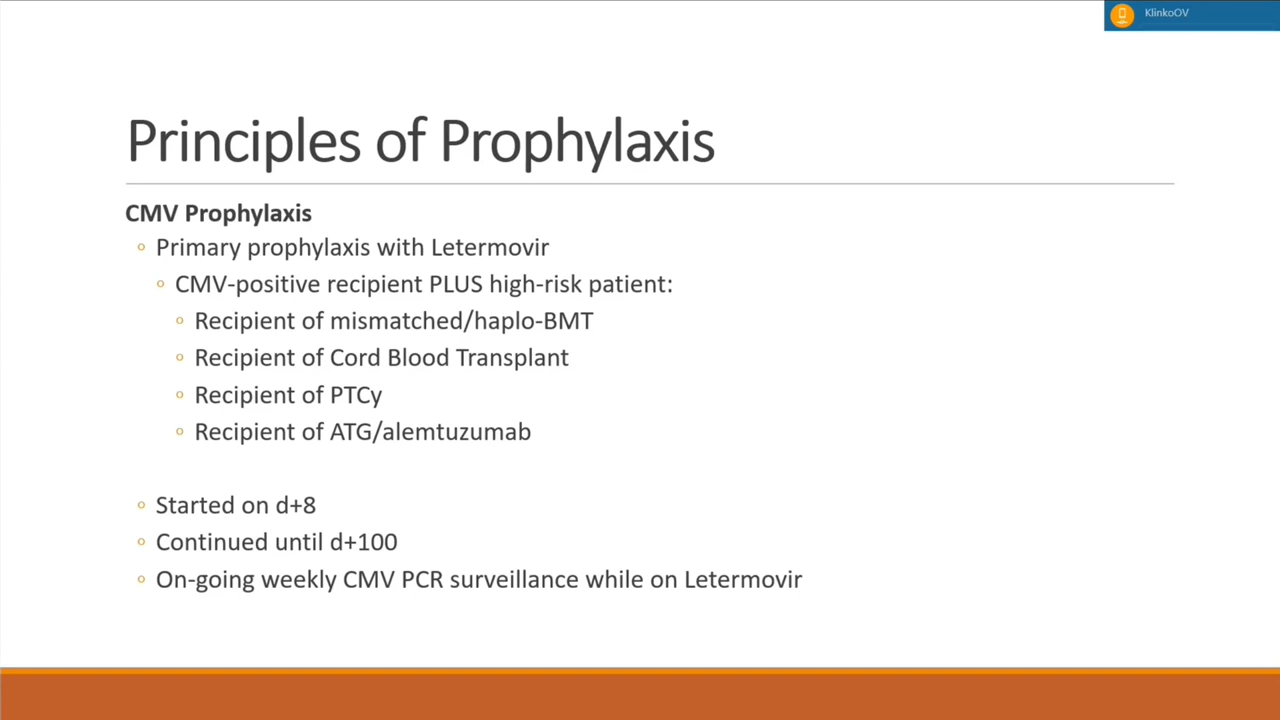 KlinkoOV
Principles of Prophylaxis
CMV Prophylaxis
Primary prophylaxis with Letermovir
CMV-positive recipient PLUS high-risk patient:
Recipient of mismatched/haplo-BMT
Recipient of Cord Blood Transplant
Recipient of PTCy
Recipient of ATG/alemtuzumab
Started on d+8
Continued until d+100
On-going weekly CMV PCR surveillance while on Letermovir